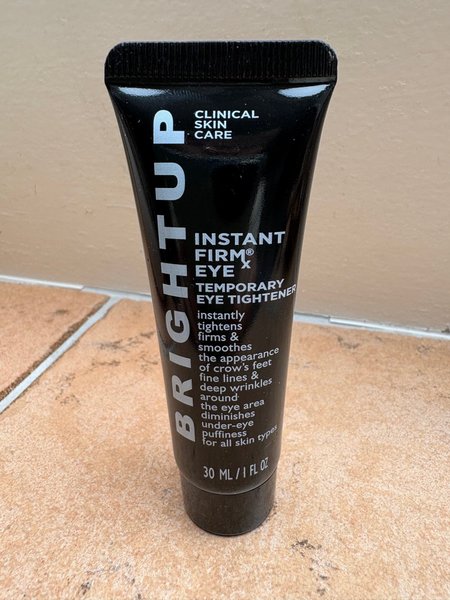 BRIGHTUP
CLINICAL
SKIN
CARE
INSTANT
FIRM®x
EYE
TEMPORARY
EYE TIGHTENER
instantly
tightens
firms &
smoothes
the appearance
of crow's feet
fine lines &
deep wrinkles
around
the eye area
diminishes
under-eye
puffiness
for all skin types
30 ML/1 FL OZ